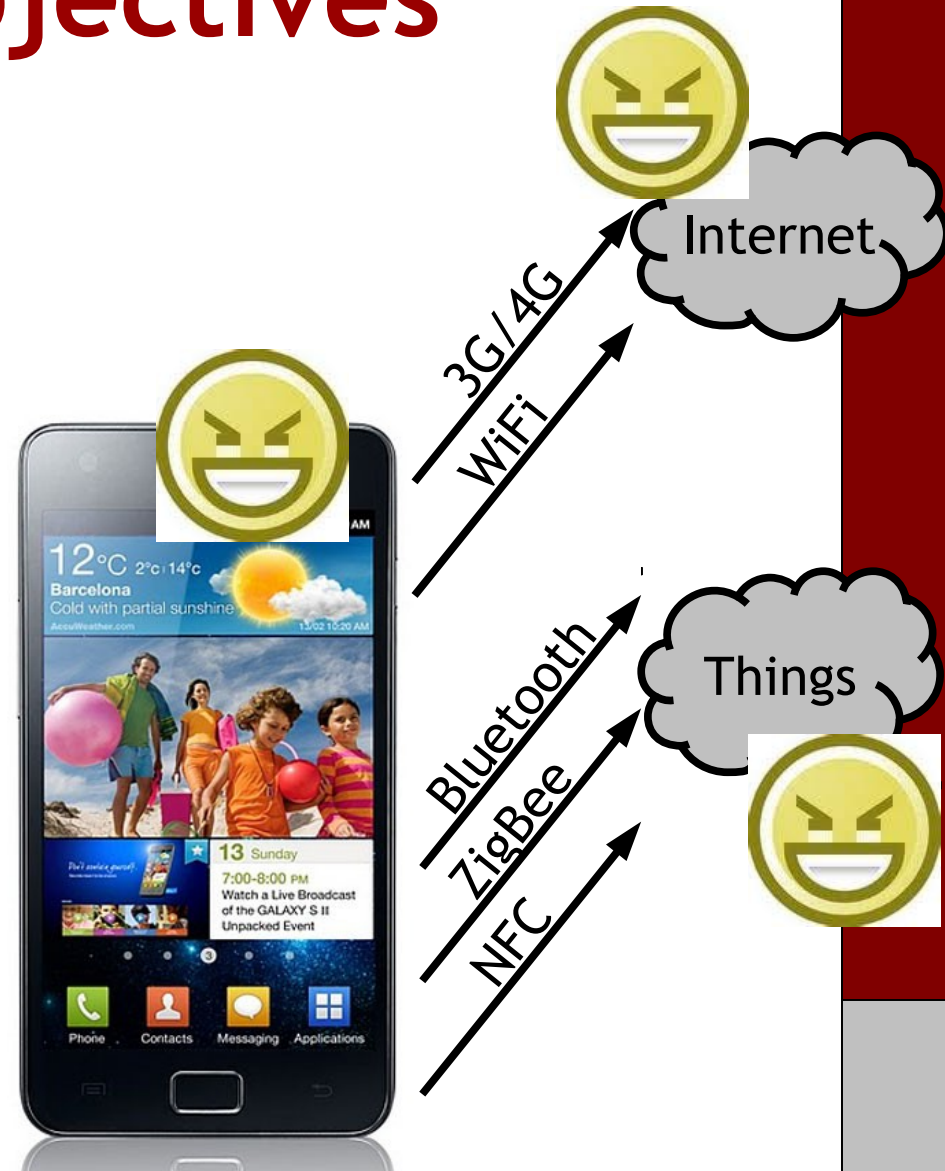 bjectives
Internet
3G/4G
WiFi
AM
12°C 2°c 14°c
Barcelona
Cold with partial sunshine
AccuWeather.com 13/02 10:20 AM
Bluetooth
Things
ZigBee
NFC
13 Sunday
7:00-8:00 PM
Watch a Live Broadcast
of the GALAXY S II
Unpacked Event
3
Phone Contacts Messaging Applications